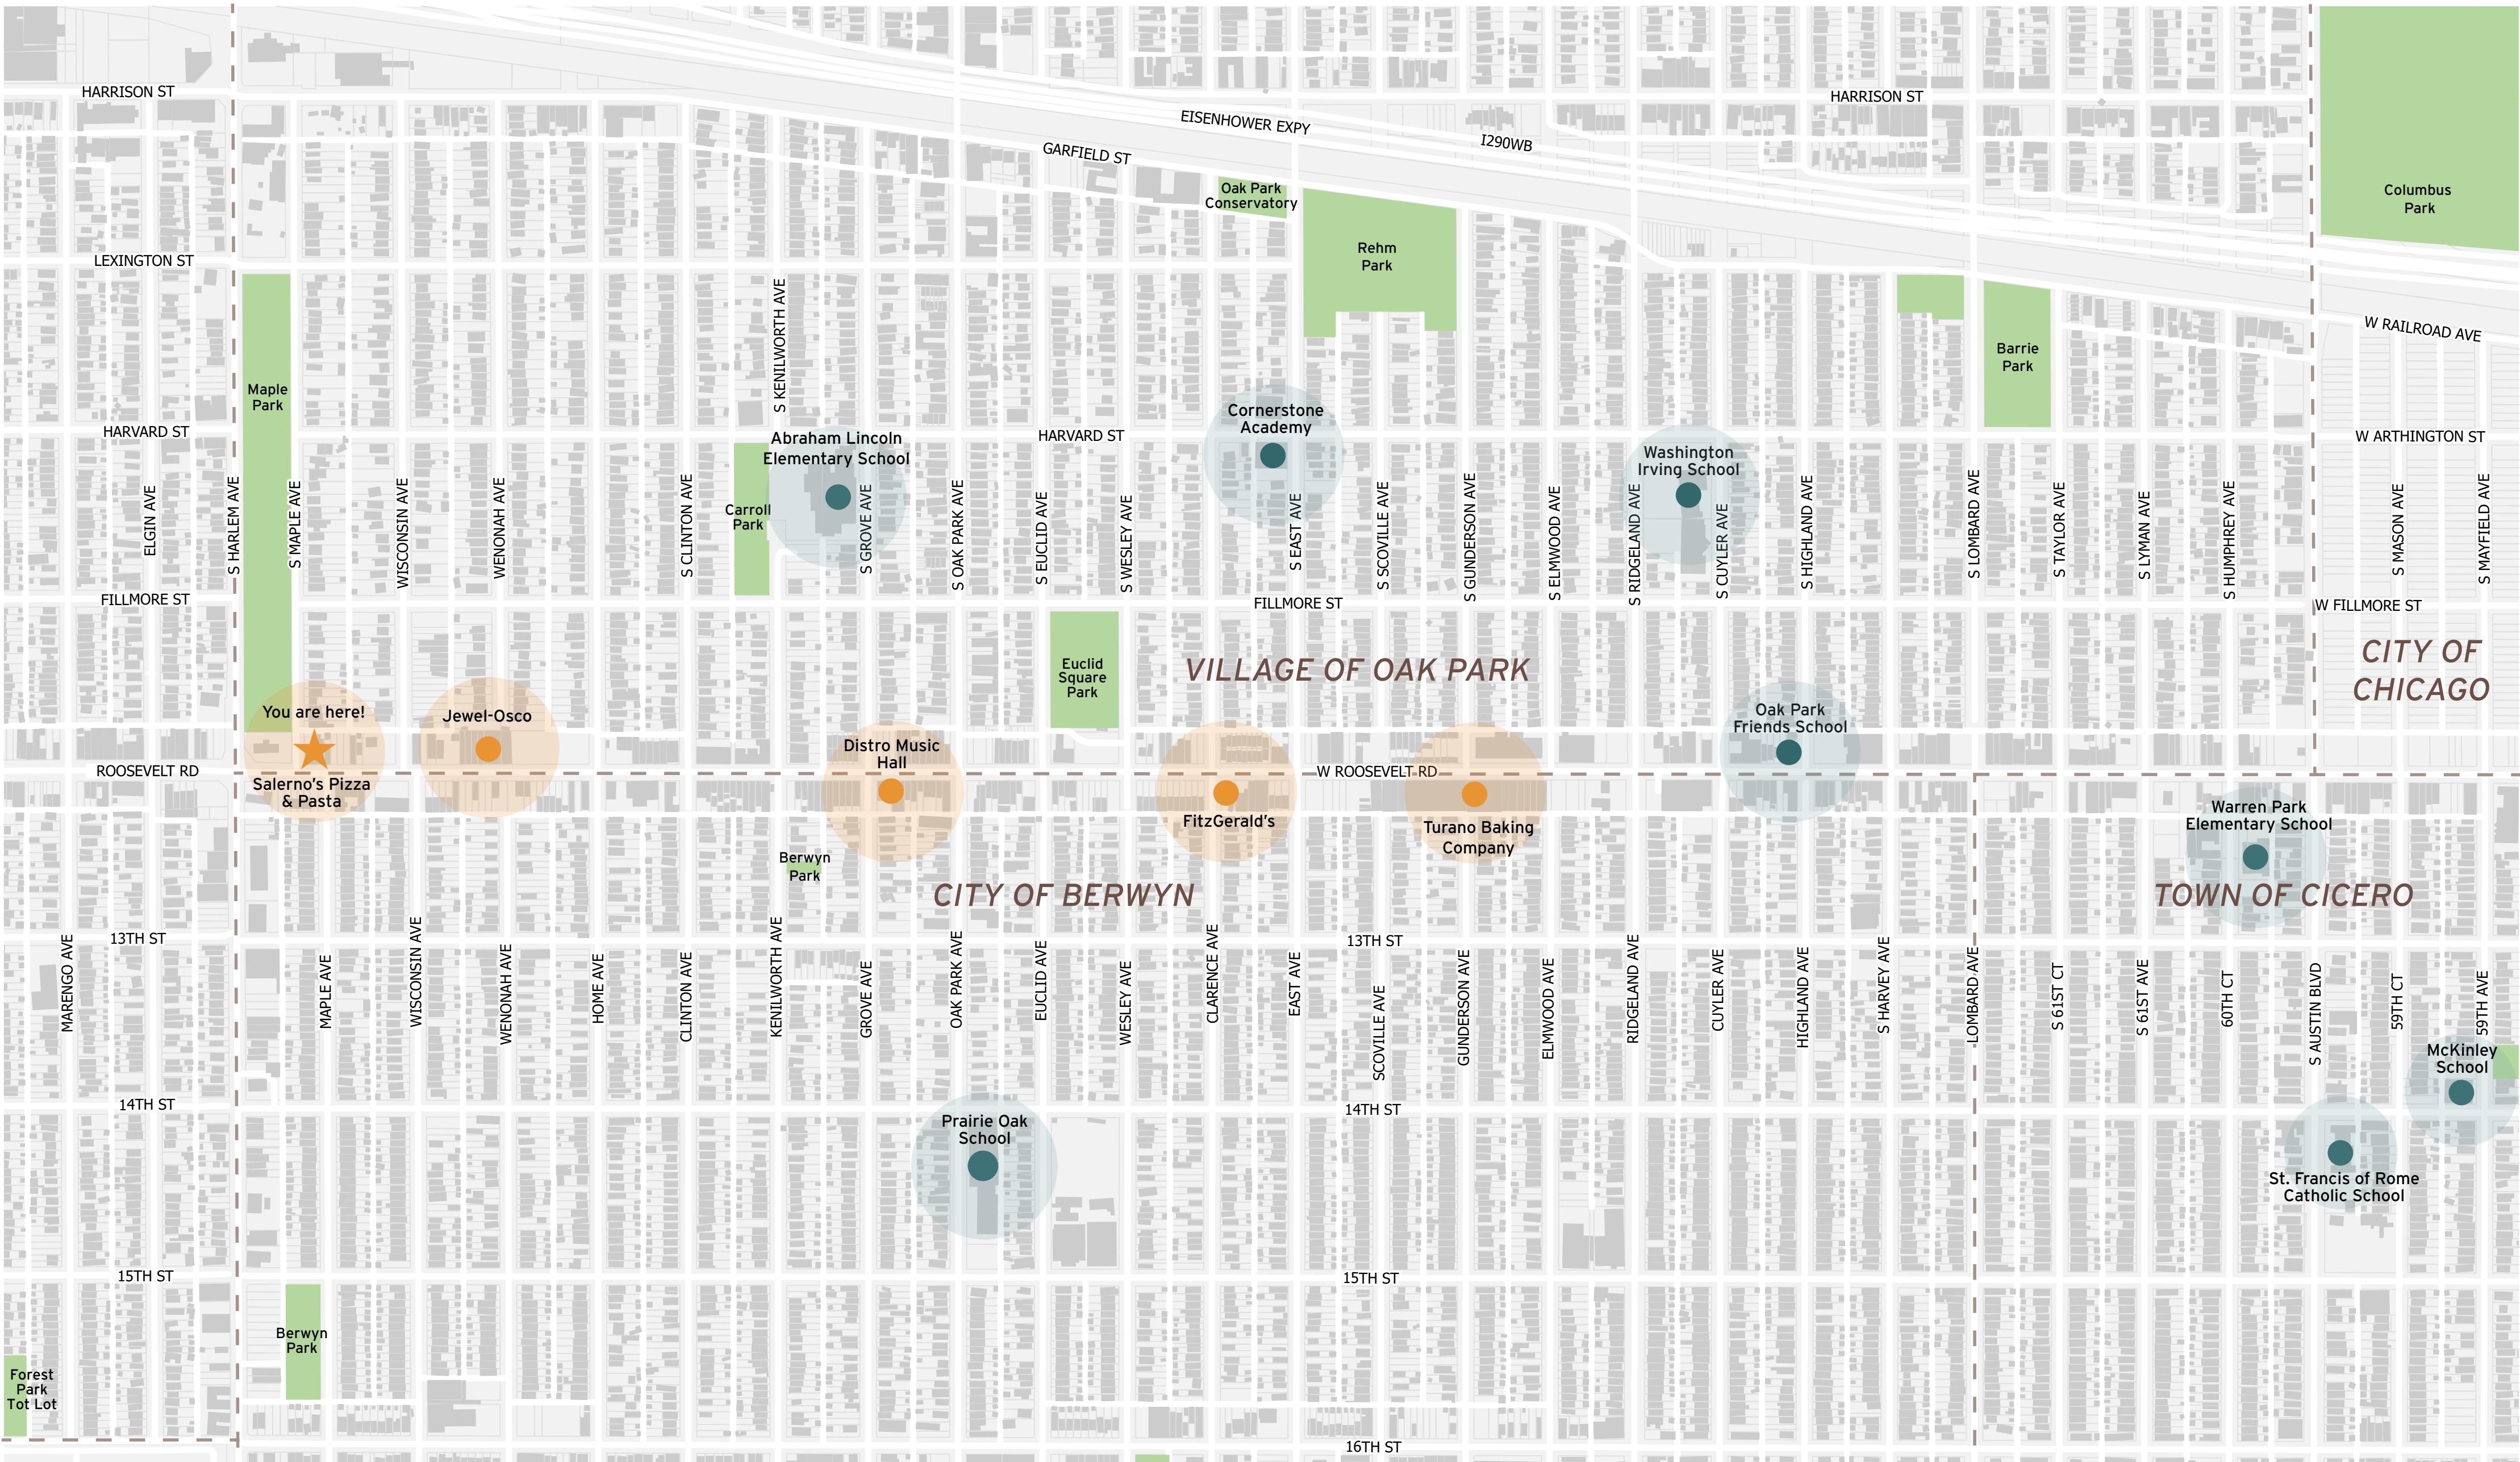 HARRISON ST
HARRISON ST
EISENHOWER EXPY
I290WB
GARFIELD ST
Oak Park
Conservatory
Columbus
Park
Rehm
Park
LEXINGTON ST
S KENILWORTH AVE
W RAILROAD AVE
Barrie
Park
Maple
Park
Cornerstone
Academy
HARVARD ST
HARVARD ST
W ARTHINGTON ST
Abraham Lincoln
Elementary School
Washington
Irving School
Carroll
Park
ELGIN AVE
S HARLEM AVE
S MAPLE AVE
WISCONSIN AVE
WENONAH AVE
S CLINTON AVE
S GROVE AVE
S OAK PARK AVE
S EUCLID AVE
S WESLEY AVE
S EAST AVE
S SCOVILLE AVE
S GUNDERSON AVE
S ELMWOOD AVE
S RIDGELAND AVE
S CUYLER AVE
S HIGHLAND AVE
S LOMBARD AVE
S TAYLOR AVE
S LYMAN AVE
S HUMPHREY AVE
S MASON AVE
S MAYFIELD AVE
FILLMORE ST
FILLMORE ST
W FILLMORE ST
Euclid
Square
Park
VILLAGE OF OAK PARK
CITY OF
CHICAGO
You are here!
Jewel-Osco
Oak Park
Friends School
Distro Music
Hall
ROOSEVELT RD
W ROOSEVELT RD
Salerno's Pizza
& Pasta
FitzGerald's
Turano Baking
Company
Warren Park
Elementary School
Berwyn
Park
CITY OF BERWYN
TOWN OF CICERO
13TH ST
13TH ST
MARENGO AVE
MAPLE AVE
WISCONSIN AVE
WENONAH AVE
HOME AVE
CLINTON AVE
KENILWORTH AVE
GROVE AVE
OAK PARK AVE
EUCLID AVE
WESLEY AVE
CLARENCE AVE
EAST AVE
SCOVILLE AVE
GUNDERSON AVE
ELMWOOD AVE
RIDGELAND AVE
CUYLER AVE
HIGHLAND AVE
S HARVEY AVE
LOMBARD AVE
S 61ST CT
S 61ST AVE
60TH CT
S AUSTIN BLVD
59TH CT
59TH AVE
McKinley
School
14TH ST
14TH ST
Prairie Oak
School
St. Francis of Rome
Catholic School
15TH ST
15TH ST
Berwyn
Park
Forest
Park
Tot Lot
16TH ST